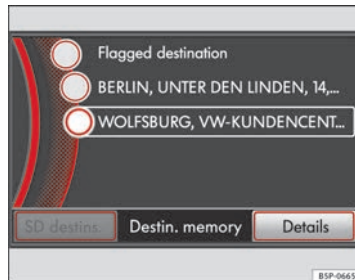 Flagged destination
BERLIN, UNTER DEN LINDEN, 14,...
WOLFSBURG, VW-KUNDENCENT...
SD destins. Destin. memory Details
B5P-0665